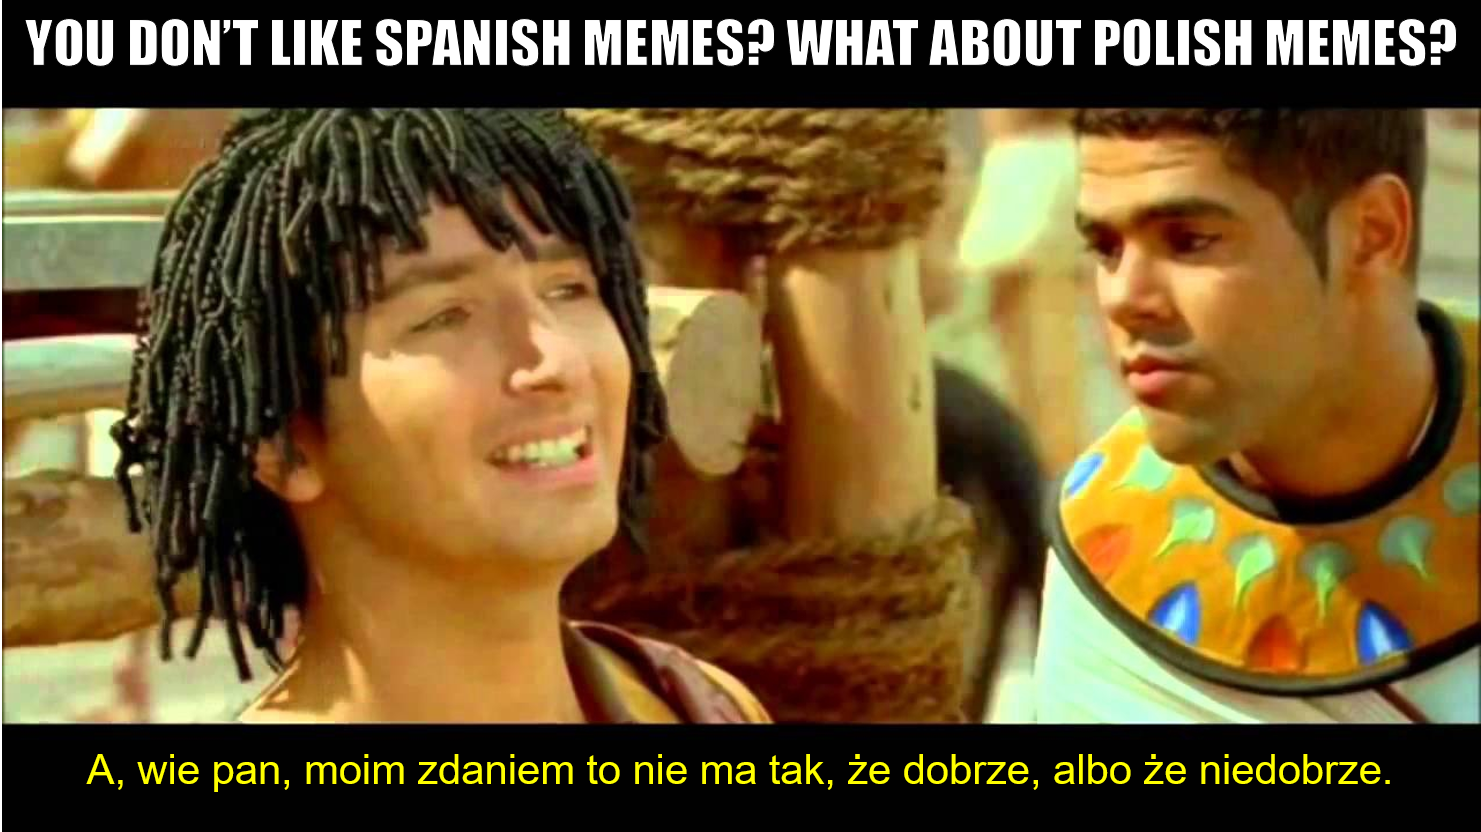 YOU DON'T LIKE SPANISH MEMES? WHAT ABOUT POLISH MEMES?
A, wie pan, moim zdaniem to nie ma tak, że dobrze, albo że niedobrze.